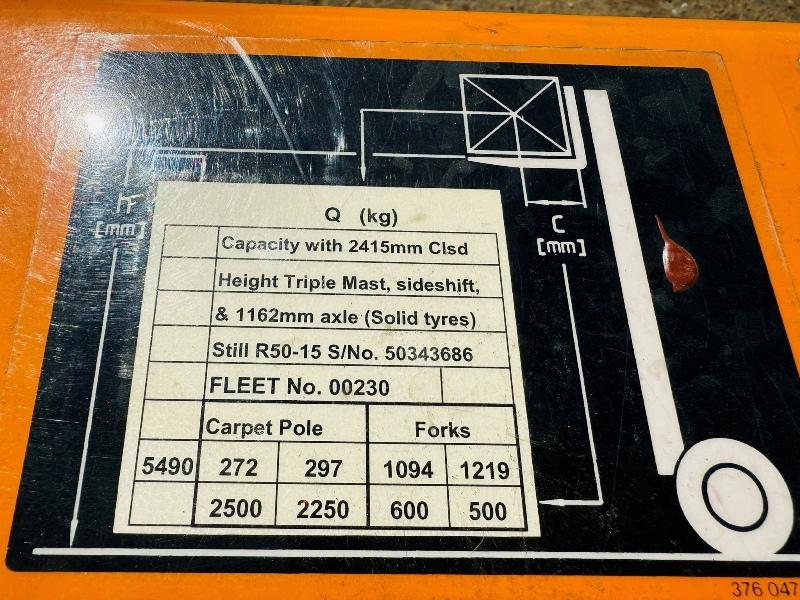 Q (kg)
Capacity with 2415mm Clsd
Height Triple Mast, sideshift,
& 1162mm axle (Solid tyres)
Still R50-15 S/No. 50343686
FLEET No. 00230
Carpet Pole Forks
5490 272 297 1094 1219
2500 2250 600 500
h
[mm]
C
[mm]
376 047